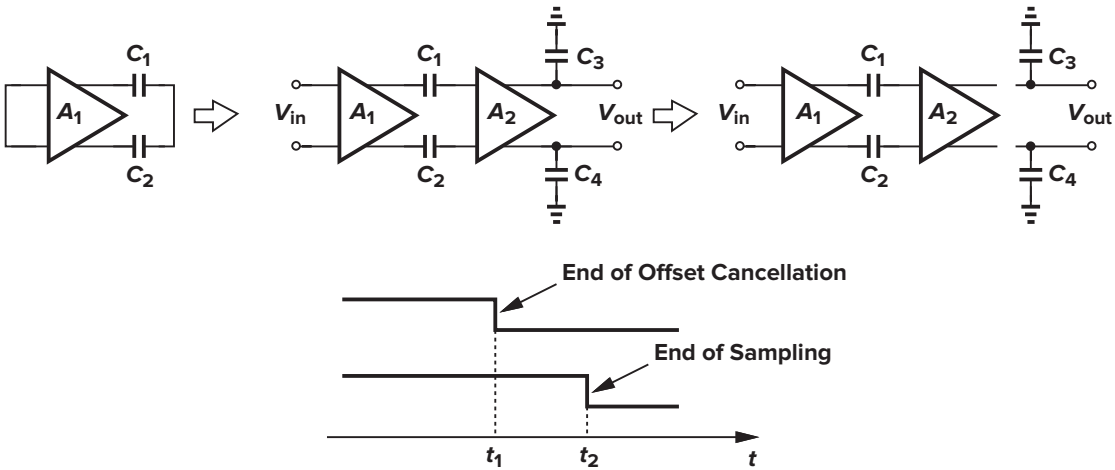 C1
A1
C2
Vin
A1
C1
C2
A2
C3
Vout
C4
Vin
A1
C1
C2
A2
C3
Vout
C4
End of Offset Cancellation
End of Sampling
t1
t2
t